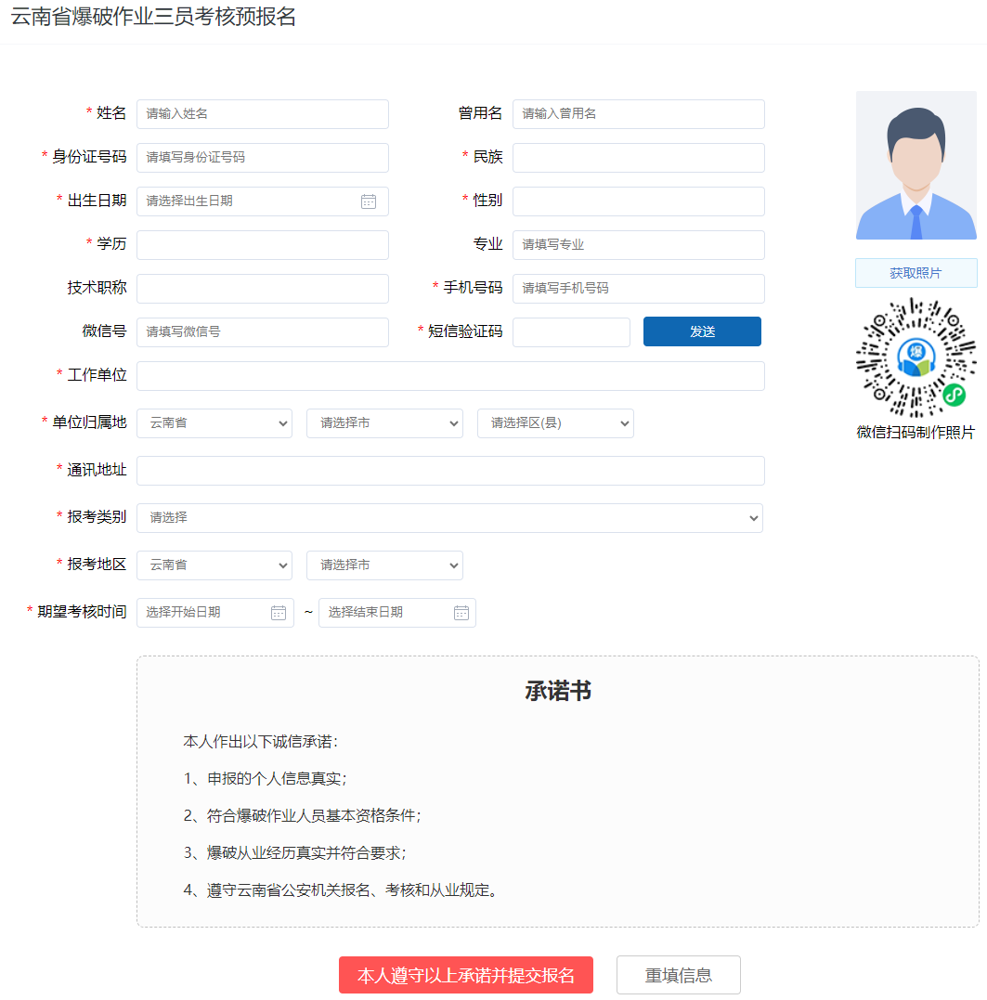 云南省爆破作业三员考核预报名
* 姓名 请输入姓名 曾用名 请输入曾用名
* 身份证号码 请填写身份证号码 * 民族
* 出生日期 请选择出生日期 * 性别
* 学历 专业 请填写专业
技术职称 * 手机号码 请填写手机号码
获取照片
微信号 请填写微信号 * 短信验证码 发送
爆
* 工作单位
* 单位归属地 云南省 请选择市 请选择区(县)
微信扫码制作照片
* 通讯地址
* 报考类别 请选择
* 报考地区 云南省 请选择市
* 期望考核时间 选择开始日期 ~ 选择结束日期
承诺书
本人作出以下诚信承诺：
1、申报的个人信息真实；
2、符合爆破作业人员基本资格条件；
3、爆破从业经历真实并符合要求；
4、遵守云南省公安机关报名、考核和从业规定。
本人遵守以上承诺并提交报名 重填信息